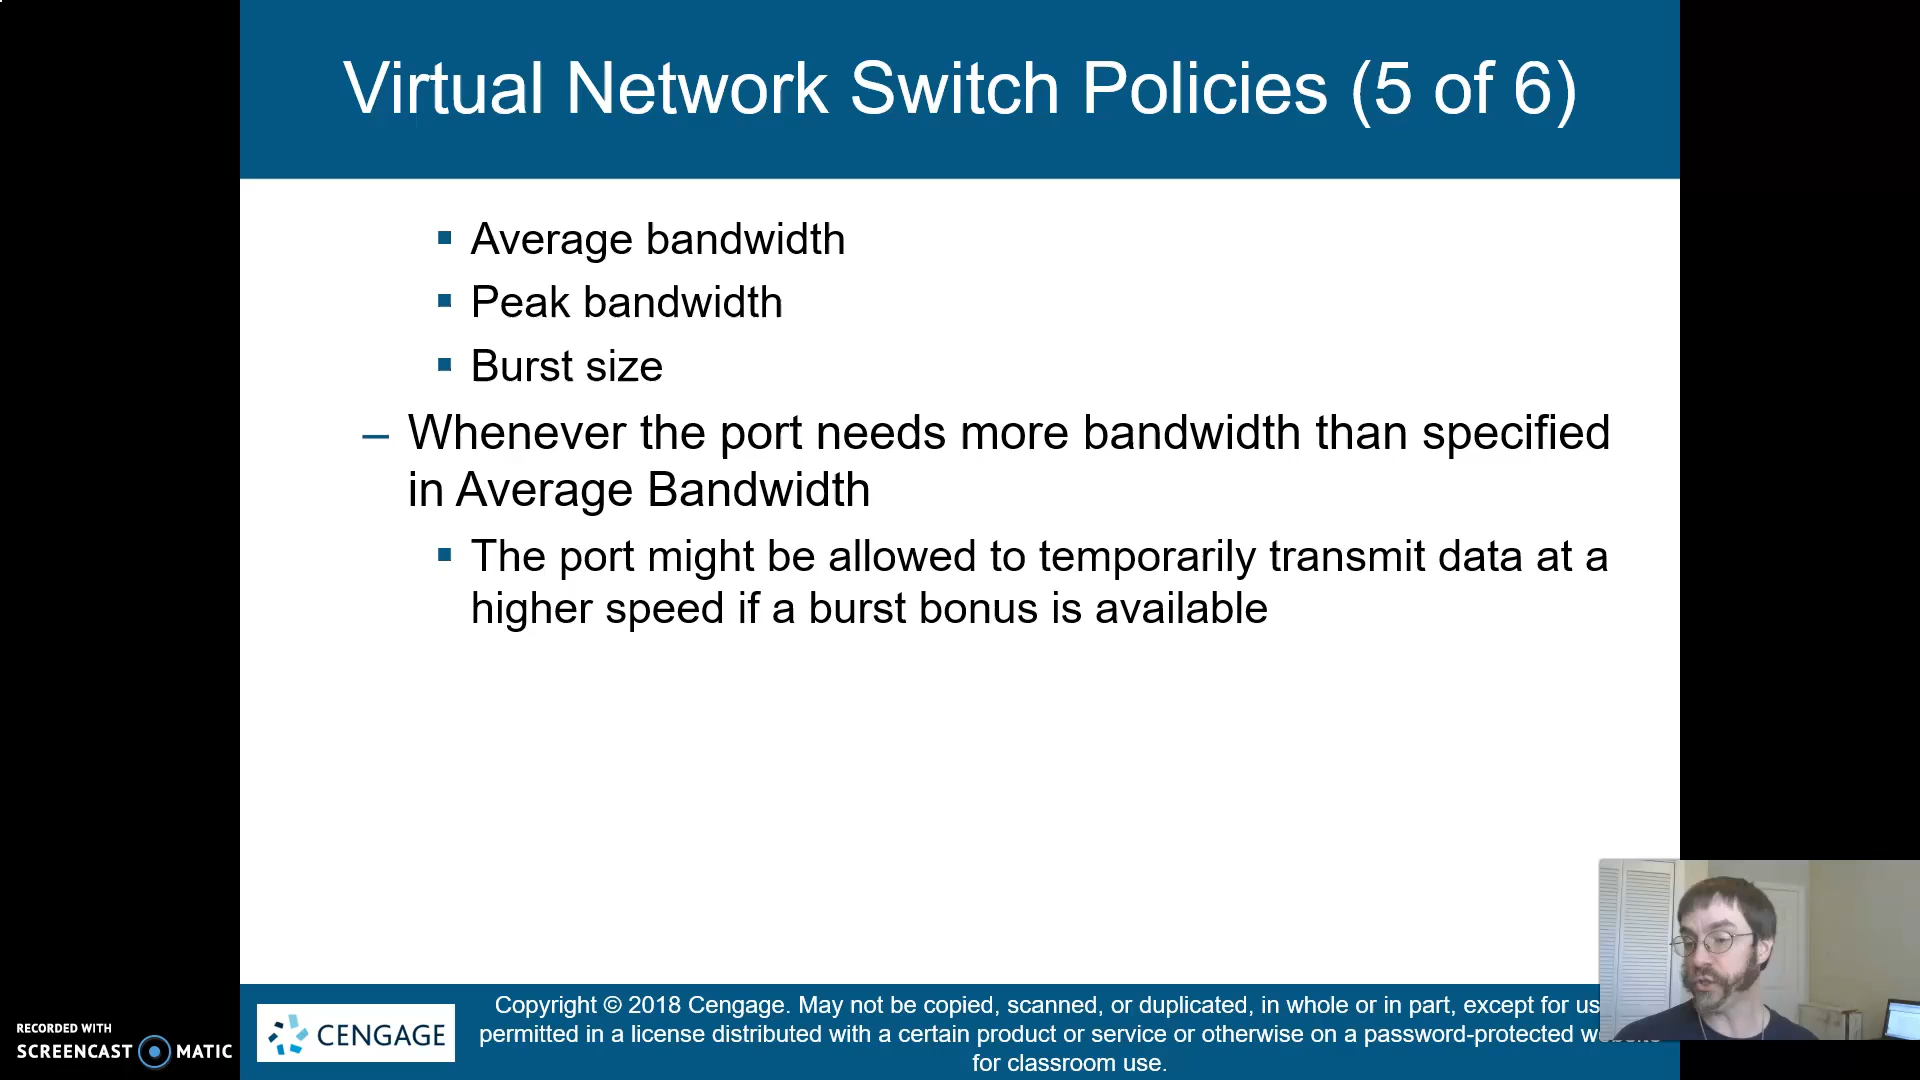 Virtual Network Switch Policies (5 of 6)
▪ Average bandwidth
▪ Peak bandwidth
▪ Burst size
– Whenever the port needs more bandwidth than specified
in Average Bandwidth
▪ The port might be allowed to temporarily transmit data at a
higher speed if a burst bonus is available
CENGAGE
Copyright © 2018 Cengage. May not be copied, scanned, or duplicated, in whole or in part, except for us
permitted in a license distributed with a certain product or service or otherwise on a password-protected
for classroom use.
RECORDED WITH
SCREENCAST MATIC